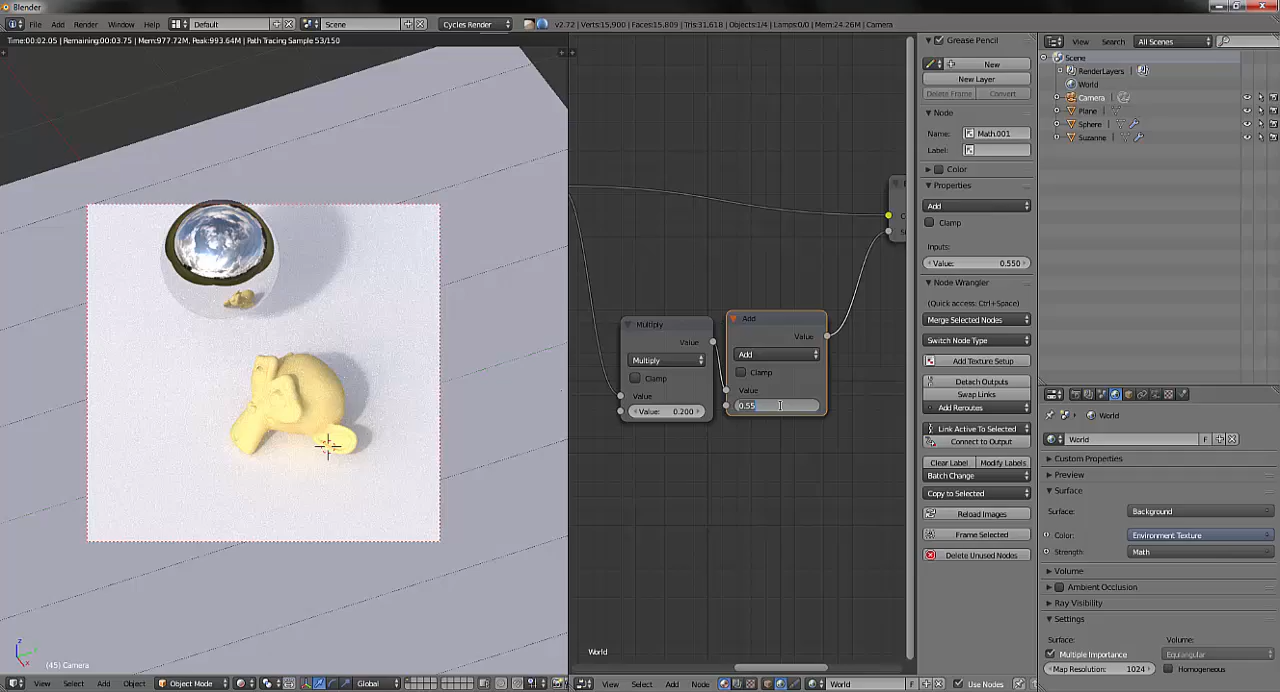 Blender
File Add Render Window Help Default Scene Cycles Render v2.72 | Verts:15,900 | Faces:15,809 | Tris:31,618 | Objects:1/4 | Lamps:0/0 | Mem:24.26M | Camera
Time:00:02.05 | Remaining:00:03.75 | Mem:977.72M, Peak:993.64M | Path Tracing Sample 53/150
Grease Pencil
New
New Layer
Delete Frame Convert
Node
Name: Math.001
Label:
Color
Properties
Add
Clamp
Inputs:
Value: 0.550
Node Wrangler
(Quick access: Ctrl+Space)
Merge Selected Nodes
Switch Node Type
Add Texture Setup
Detach Outputs
Swap Links
Add Reroutes
Link Active To Selected
Connect to Output
Clear Label Modify Labels
Batch Change
Copy to Selected
Reload Images
Frame Selected
Delete Unused Nodes
Multiply
Value
Multiply
Clamp
Value
Value: 0.200
Add
Value
Add
Clamp
Value
0.55
World
View Search All Scenes
Scene
RenderLayers
World
Camera
Plane
Sphere
Suzanne
World
World F
Custom Properties
Preview
Surface
Surface: Background
Color: Environment Texture
Strength: Math
Volume
Ambient Occlusion
Ray Visibility
Settings
Surface: Volume:
Multiple Importance Equiangular
Map Resolution: 1024 Homogeneous
(45) Camera
View Select Add Object Object Mode Global View Select Add Node World F Use Nodes